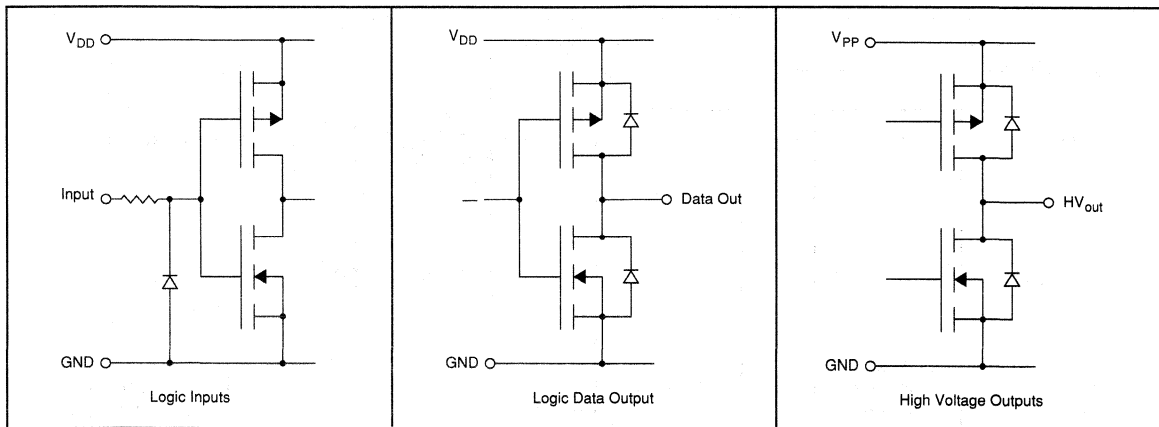 VDD
Input
GND
Logic Inputs
VDD
Data Out
GND
Logic Data Output
VPP
HVout
GND
High Voltage Outputs